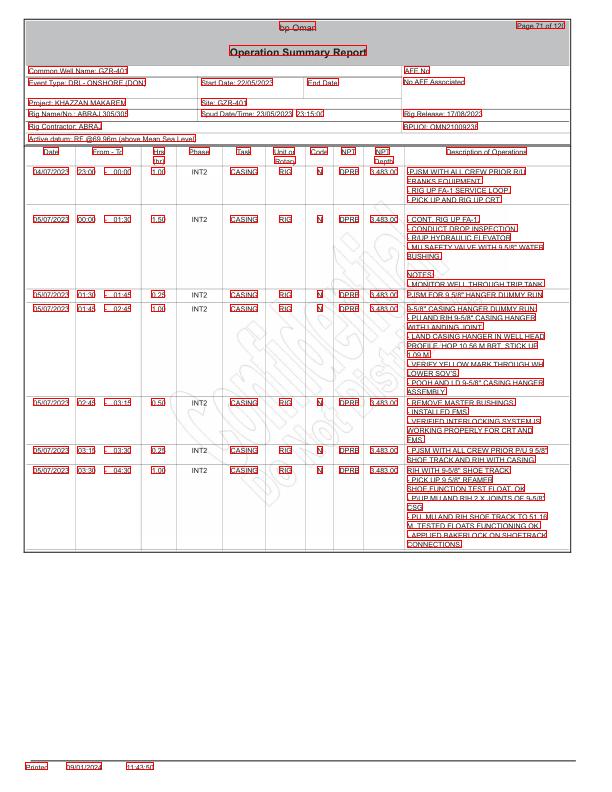 bp Oman
Page 71 of 120
Operation Summary Report
Common Well Name: GZR-401
AFE No
Event Type: DRL- ONSHORE (DON)
Start Date: 22/05/2023
End Date:
No AFE Associated
Project: KHAZZAN MAKAREM
Site: GZR-401
Rig Name/No.: ABRAJ 305/305
Spud Date/Time: 23/05/2023 23:15:00
Rig Release: 17/08/2023
Rig Contractor: ABRAJ
BPUOI: OMN21009236
Active datum: RF @69.96m (above Mean Sea Level)
Date From - To Hrs (hr) Phase Task Unit or Rotary Code NPT NPT Depth Description of Operations
04/07/2023 23:00 - 00:00 1.00 INT2 CASING RIG N DPRB 3,483.00 -PJSM WITH ALL CREW PRIOR R/U
FRANKS EQUIPMENT.
- RIG UP FA-1 SERVICE LOOP.
- PICK UP AND RIG UP CRT.
05/07/2023 00:00 - 01:30 1.50 INT2 CASING RIG N DPRB 3,483.00 - CONT. RIG UP FA-1.
- CONDUCT DROP INSPECTION.
- R/UP HYDRAULIC ELEVATOR
- MU SAFETY VALVE WITH 9.5/8" WATER
BUSHING.
NOTES:
- MONITOR WELL THROUGH TRIP TANK.
05/07/2023 01:30 - 01:45 0.25 INT2 CASING RIG N DPRB 3,483.00 PJSM FOR 9 5/8" HANGER DUMMY RUN
05/07/2023 01:45 - 02:45 1.00 INT2 CASING RIG N DPRB 3,483.00 9-5/8" CASING HANGER DUMMY RUN:
- PU AND RIH 9-5/8" CASING HANGER
WITH LANDING JOINT.
- LAND CASING HANGER IN WELL HEAD
PROFILE. HOP 10.56 M BRT. STICK UP
1.09 M.
- VERIFY YELLOW MARK THROUGH WH
LOWER SOV'S.
- POOH AND LD 9-5/8" CASING HANGER
ASSEMBLY.
05/07/2023 02:45 - 03:15 0.50 INT2 CASING RIG N DPRB 3,483.00 - REMOVE MASTER BUSHINGS.
- INSTALLED FMS.
- VERIFIED INTERLOCKING SYSTEM IS
WORKING PROPERLY FOR CRT AND
FMS.
05/07/2023 03:15 - 03:30 0.25 INT2 CASING RIG N DPRB 3,483.00 - PJSM WITH ALL CREW PRIOR P/U 9 5/8"
SHOE TRACK AND RIH WITH CASING.
05/07/2023 03:30 - 04:30 1.00 INT2 CASING RIG N DPRB 3,483.00 RIH WITH 9-5/8" SHOE TRACK:
- PICK UP 9 5/8" REAMER
SHOE,FUNCTION TEST FLOAT, OK
- P/UP,MU AND RIH 2 X JOINTS OF 9-5/8"
CSG
- PU, MU AND RIH SHOE TRACK TO 51.16
M. TESTED FLOATS FUNCTIONING OK.
- APPLIED BAKERLOCK ON SHOETRACK
CONNECTIONS.
Printed 09/01/2024 11:43:50